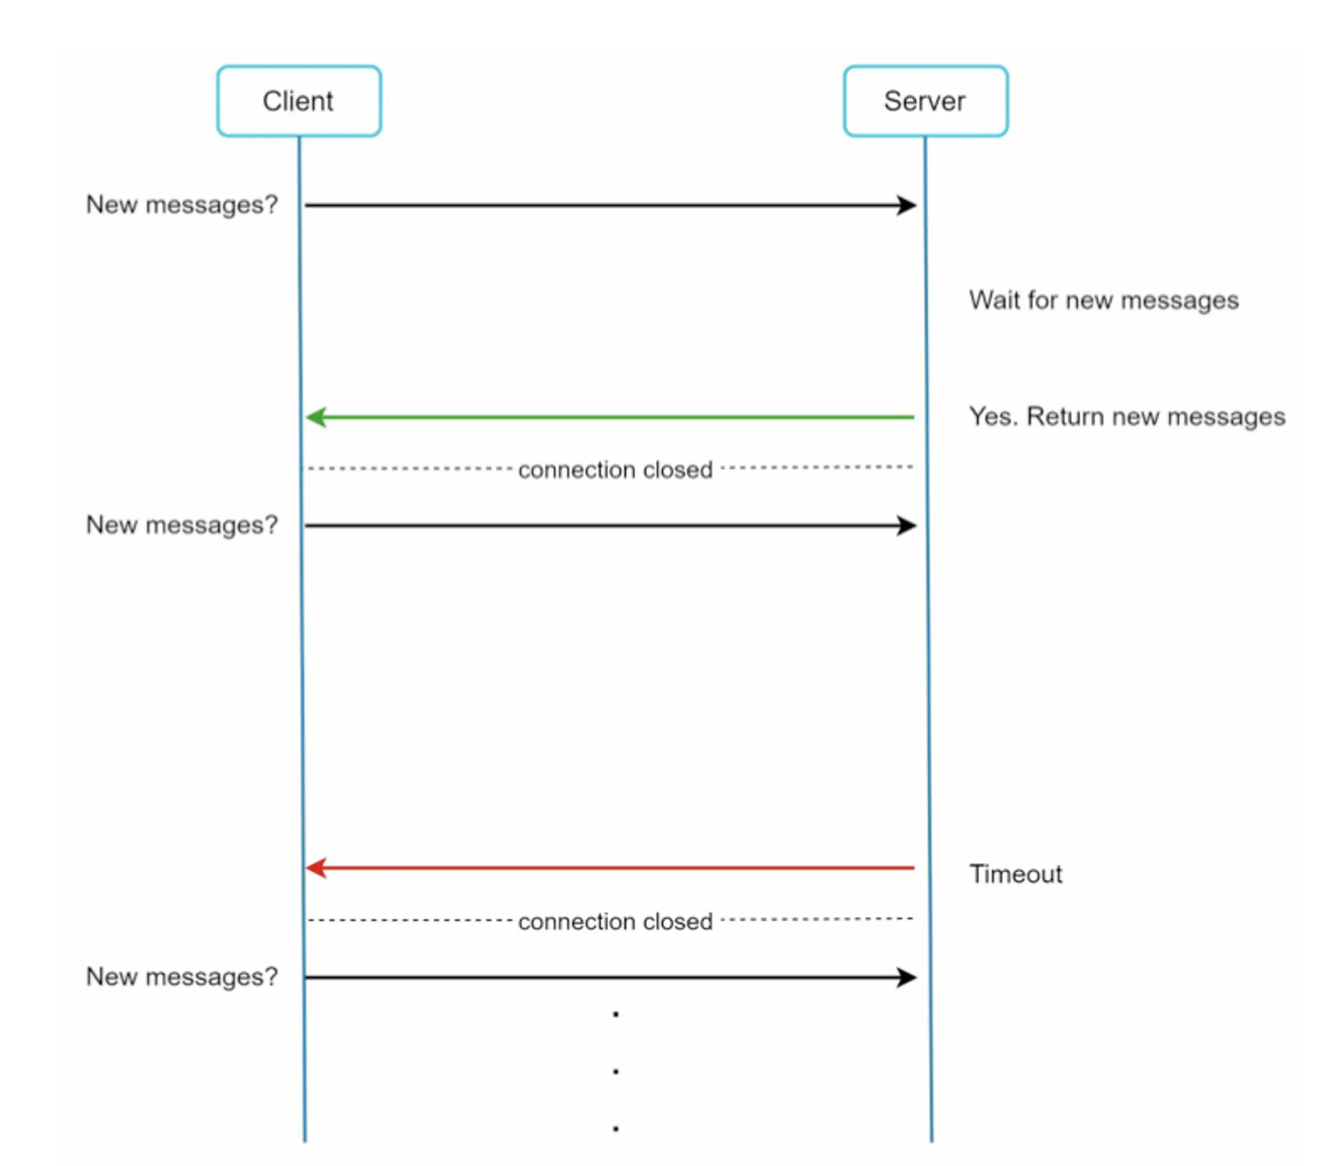 Client
Server
New messages?
Wait for new messages
Yes. Return new messages
connection closed
New messages?
Timeout
connection closed
New messages?